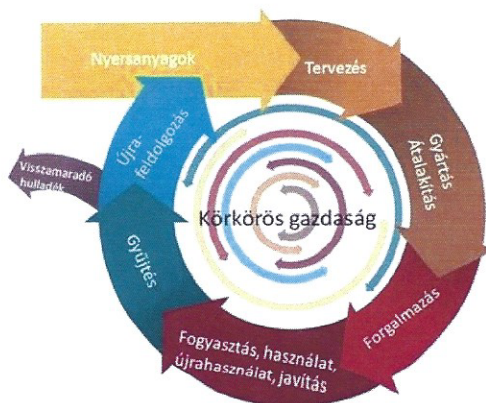 Nyersanyagok
Tervezés
Gyártás
Átalakítás
Forgalmazás
Fogyasztás, használat,
újrahasználat, javítás
Gyűjtés
Visszamaradó
hulladék
Újra-
feldolgozás
Körkörös gazdaság